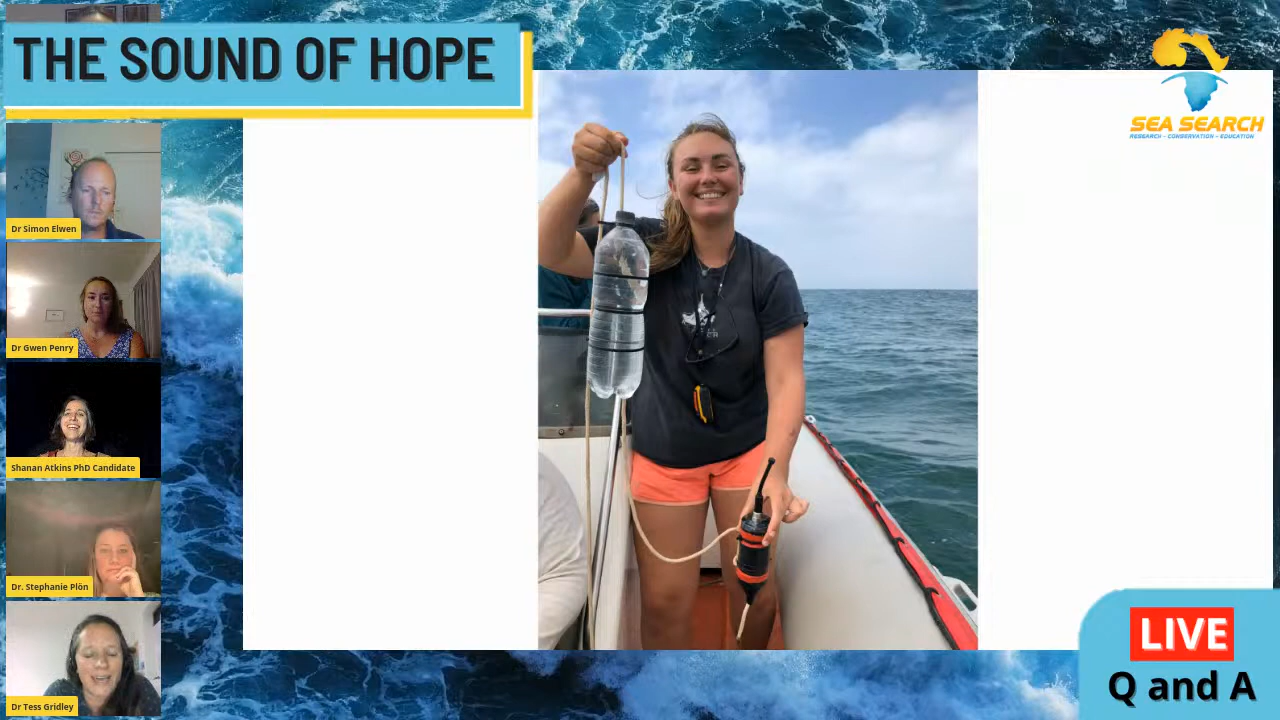 THE SOUND OF HOPE
SEA SEARCH
RESEARCH - CONSERVATION - EDUCATION
Dr Simon Elwen
Dr Gwen Penry
Shanan Atkins PhD Candidate
Dr. Stephanie Plön
Dr Tess Gridley
LIVE
Q and A